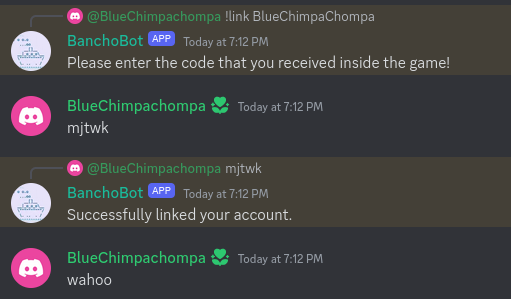 @BlueChimpachompa !link BlueChimpaChompa
BanchoBot APP Today at 7:12 PM
Please enter the code that you received inside the game!
BlueChimpachompa Today at 7:12 PM
mjtwk
@BlueChimpachompa mjtwk
BanchoBot APP Today at 7:12 PM
Successfully linked your account.
BlueChimpachompa Today at 7:12 PM
wahoo